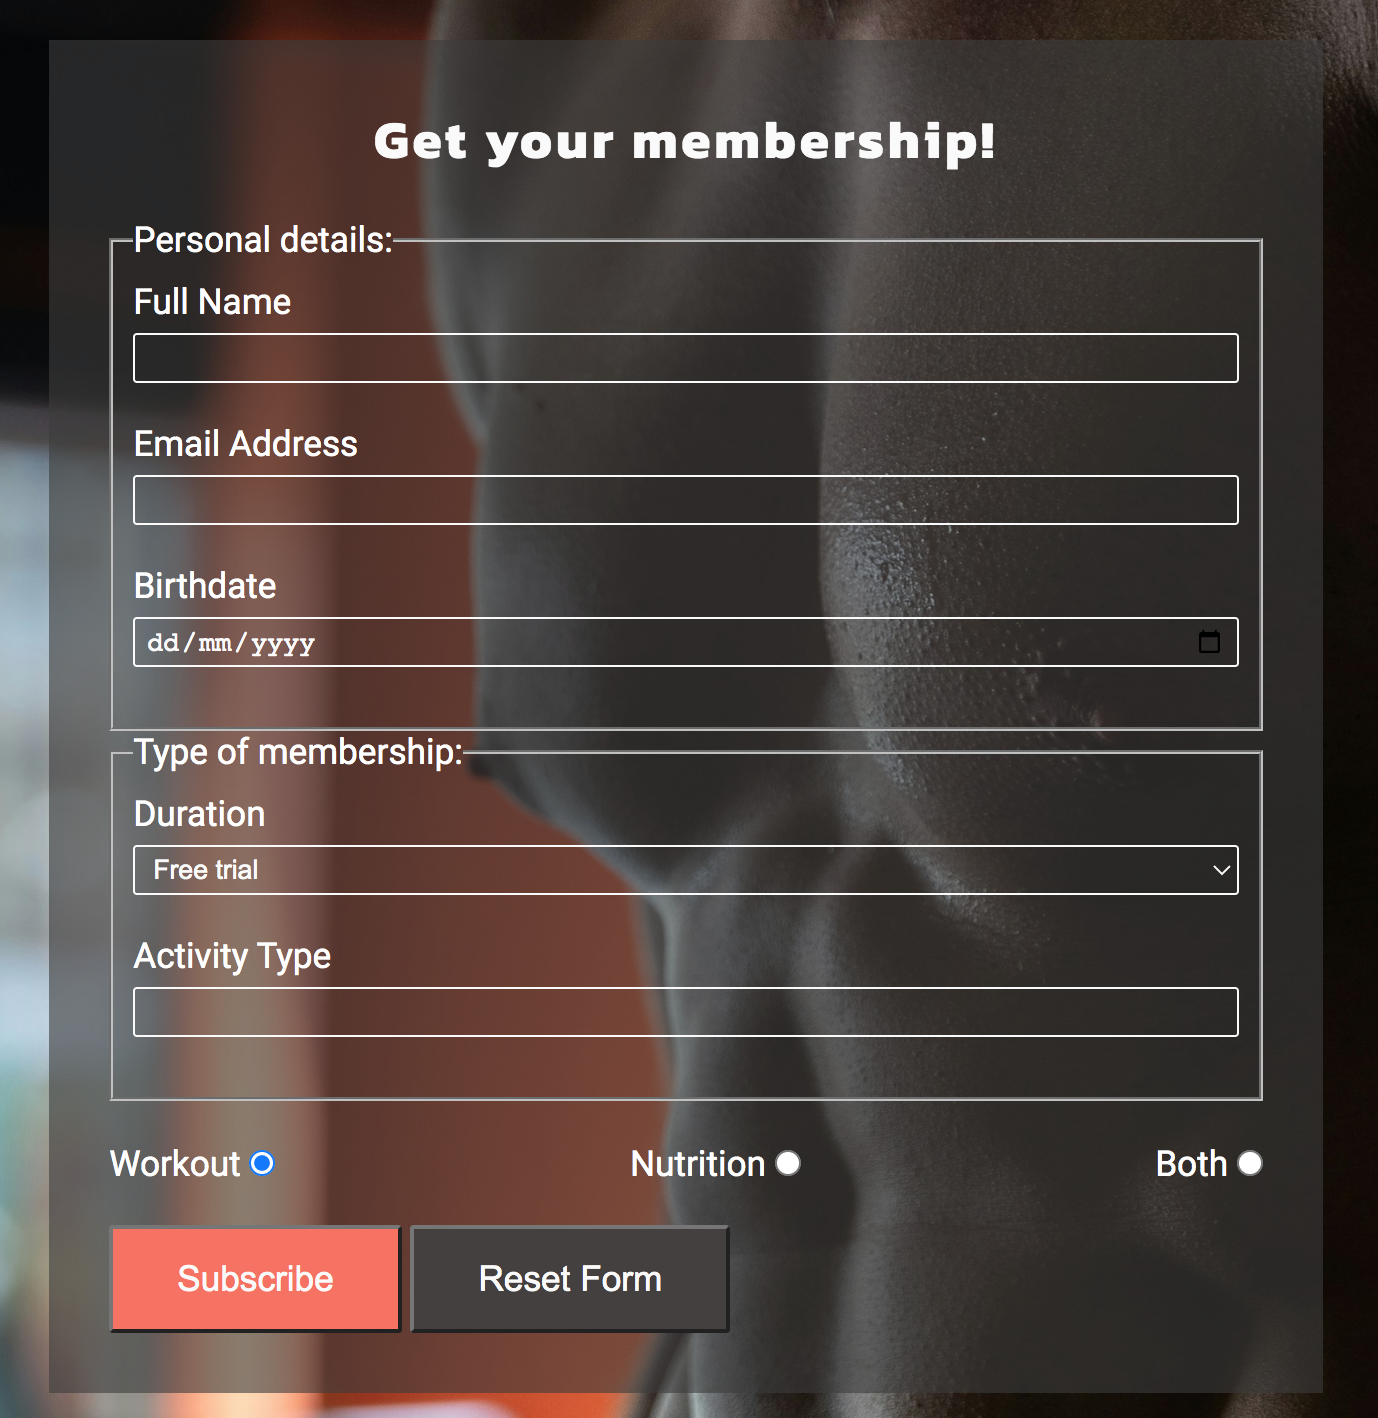 Get your membership!
Personal details:
Full Name
Email Address
Birthdate
dd/mm/yyyy
Type of membership:
Duration
Free trial
Activity Type
Workout Nutrition Both
Subscribe Reset Form